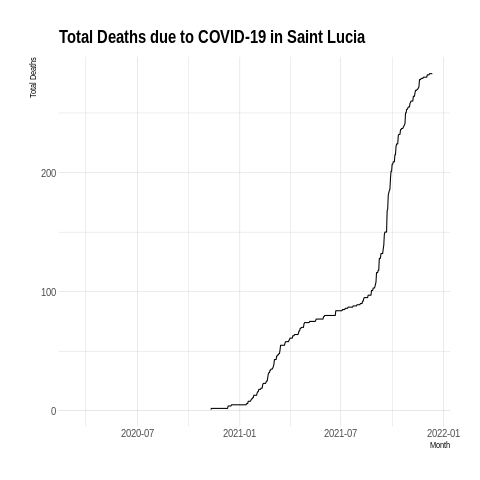 Total Deaths due to COVID-19 in Saint Lucia
Total Deaths
200
100
0
2020-07 2021-01 2021-07 2022-01
Month